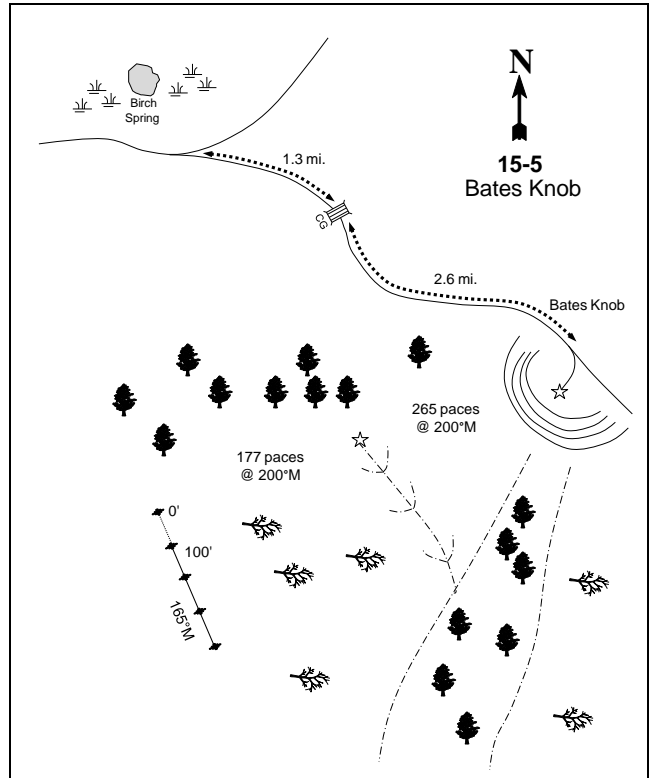 N
15-5
Bates Knob
Birch
Spring
1.3 mi.
CG
2.6 mi.
Bates Knob
265 paces
@ 200°M
177 paces
@ 200°M
0'
100'
165°M